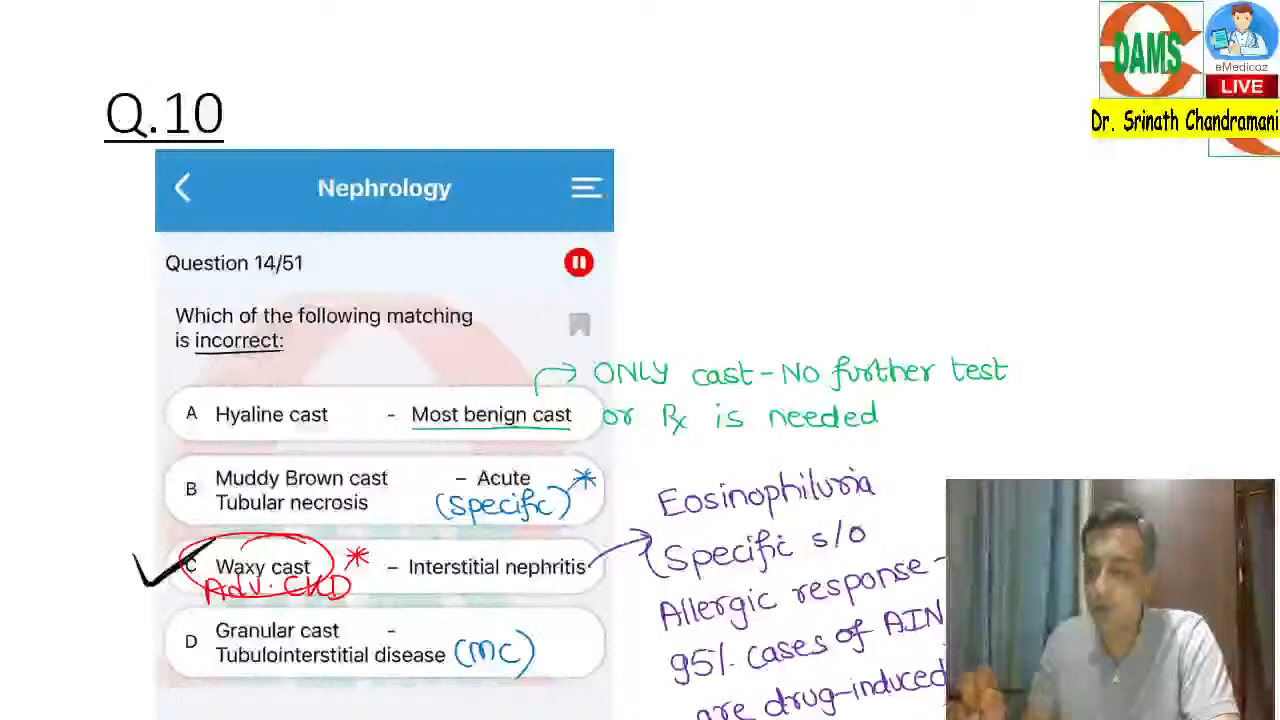 DAMS
eMedicoz
LIVE
Dr. Srinath Chandramani
Q.10
Nephrology
Question 14/51
Which of the following matching
is incorrect:
ONLY cast - NO further test
or Rx is needed
A Hyaline cast - Most benign cast
B Muddy Brown cast - Acute
Tubular necrosis (Specific) *
C Waxy cast * - Interstitial nephritis
Adv. CKD
Eosinophiluria
Specific s/o
Allergic response -
95% cases of AIN
are drug-induced
D Granular cast -
Tubulointerstitial disease (MC)